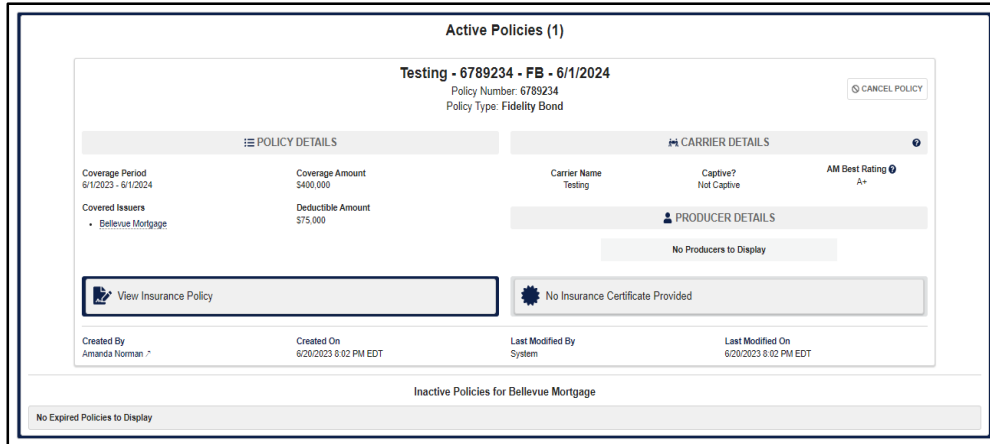 Active Policies (1)
Testing - 6789234 - FB - 6/1/2024
Policy Number: 6789234
Policy Type: Fidelity Bond
CANCEL POLICY
POLICY DETAILS
Coverage Period
6/1/2023 - 6/1/2024
Coverage Amount
$400,000
Covered Issuers
• Bellevue Mortgage
Deductible Amount
$75,000
CARRIER DETAILS
Carrier Name
Testing
Captive?
Not Captive
AM Best Rating
A+
PRODUCER DETAILS
No Producers to Display
View Insurance Policy
No Insurance Certificate Provided
Created By
Amanda Norman
Created On
6/20/2023 8:02 PM EDT
Last Modified By
System
Last Modified On
6/20/2023 8:02 PM EDT
Inactive Policies for Bellevue Mortgage
No Expired Policies to Display